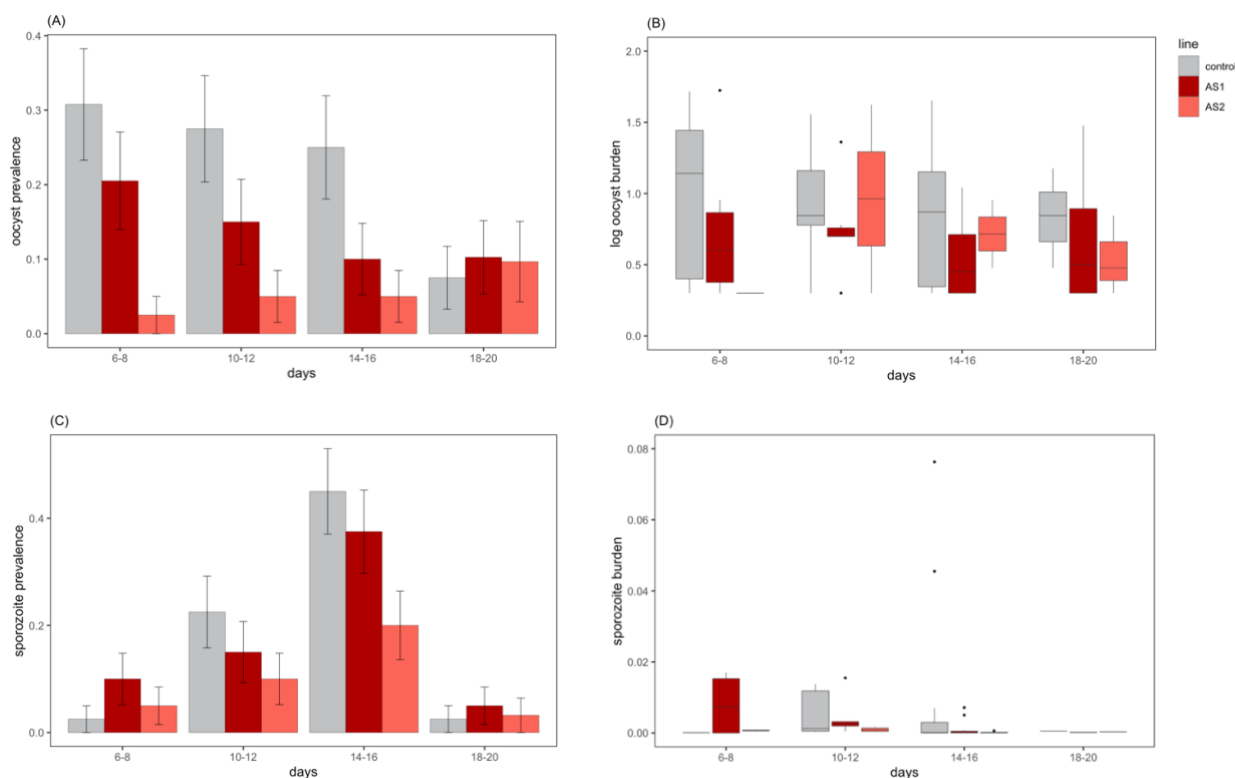 (A)
oocyst prevalence
0.4
0.3
0.2
0.1
0.0
6-8
10-12
14-16
18-20
days
(B)
log oocyst burden
2.0
1.5
1.0
0.5
0.0
6-8
10-12
14-16
18-20
days
line
control
AS1
AS2
(C)
sporozoite prevalence
0.4
0.2
0.0
6-8
10-12
14-16
18-20
days
(D)
sporozoite burden
0.08
0.06
0.04
0.02
0.00
6-8
10-12
14-16
18-20
days